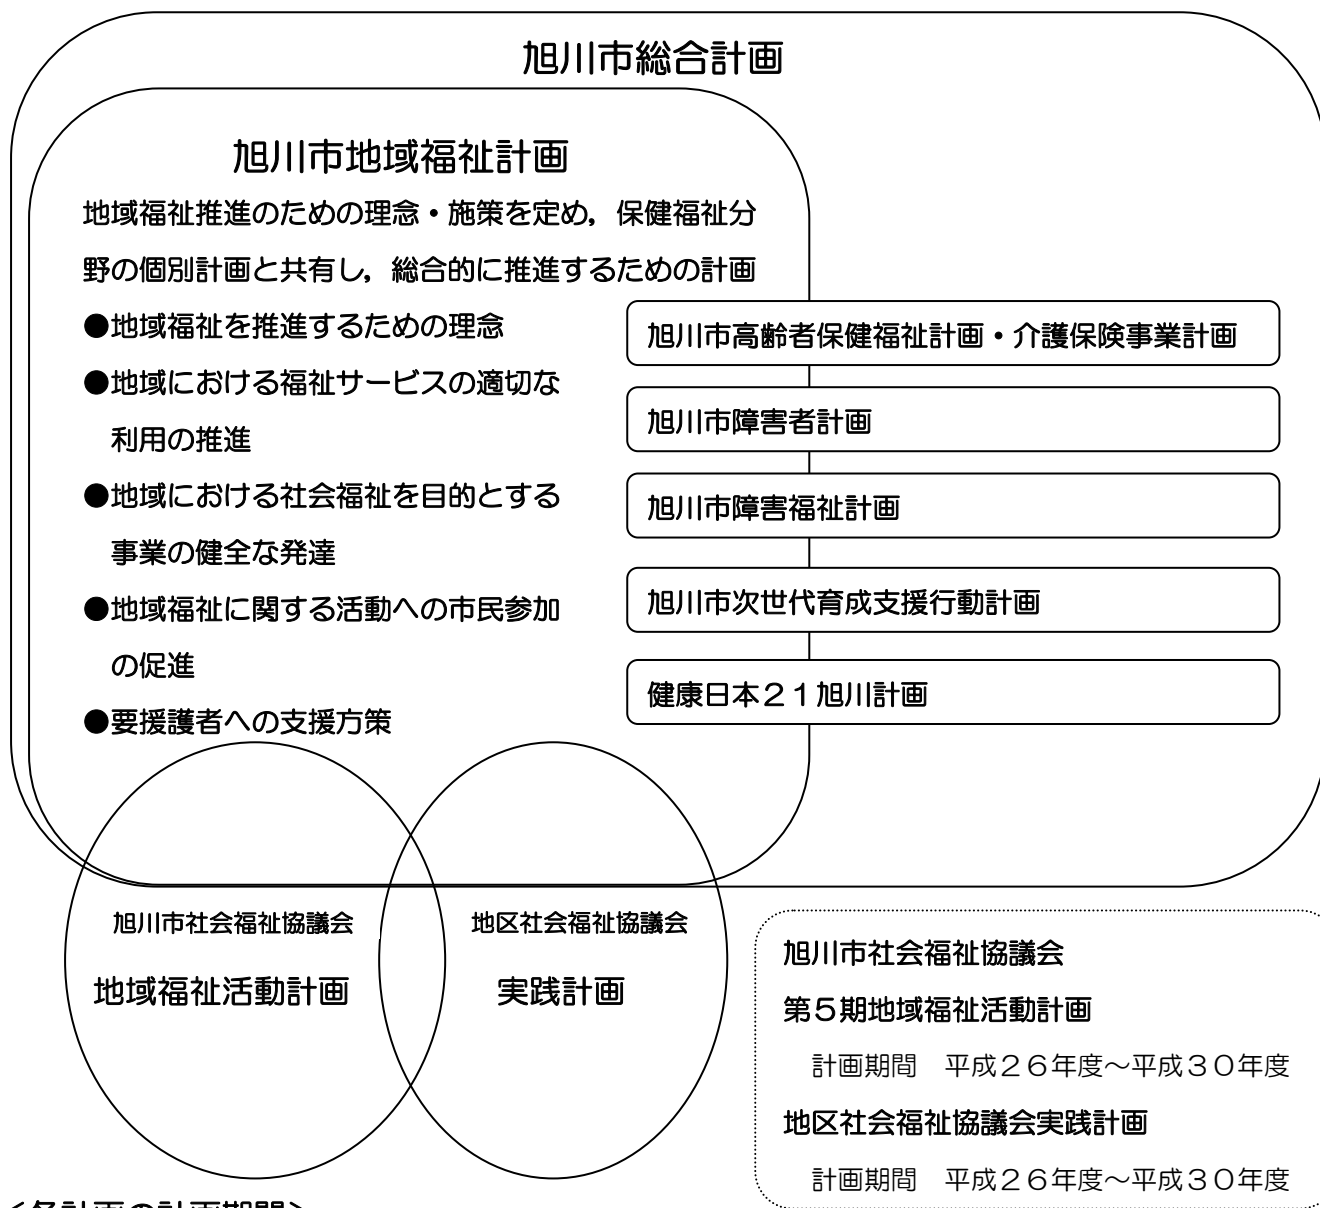 旭川市総合計画
旭川市地域福祉計画
地域福祉推進のための理念・施策を定め，保健福祉分
野の個別計画と共有し，総合的に推進するための計画
●地域福祉を推進するための理念
●地域における福祉サービスの適切な
利用の推進
●地域における社会福祉を目的とする
事業の健全な発達
●地域福祉に関する活動への市民参加
の促進
●要援護者への支援方策
旭川市高齢者保健福祉計画・介護保険事業計画
旭川市障害者計画
旭川市障害福祉計画
旭川市次世代育成支援行動計画
健康日本２１旭川計画
旭川市社会福祉協議会
地域福祉活動計画
地区社会福祉協議会
実践計画
旭川市社会福祉協議会
第５期地域福祉活動計画
計画期間　平成２６年度～平成３０年度
地区社会福祉協議会実践計画
計画期間　平成２６年度～平成３０年度
＜各計画の計画期間＞